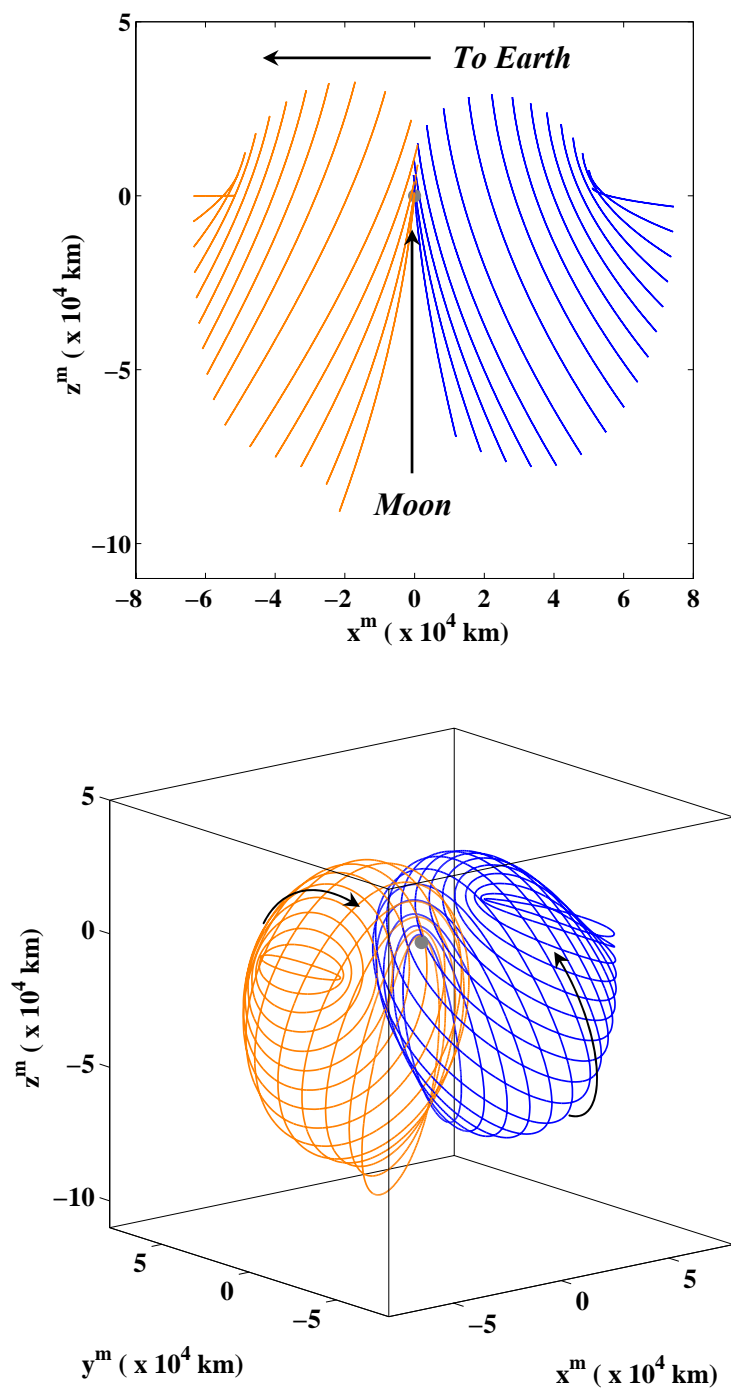 5
To Earth
0
z^m ( x 10^4 km)
−5
Moon
−10
−8 −6 −4 −2 0 2 4 6 8
x^m ( x 10^4 km)
5
0
z^m ( x 10^4 km)
−5
−10
5 5
0 0
−5 −5
y^m ( x 10^4 km) x^m ( x 10^4 km)